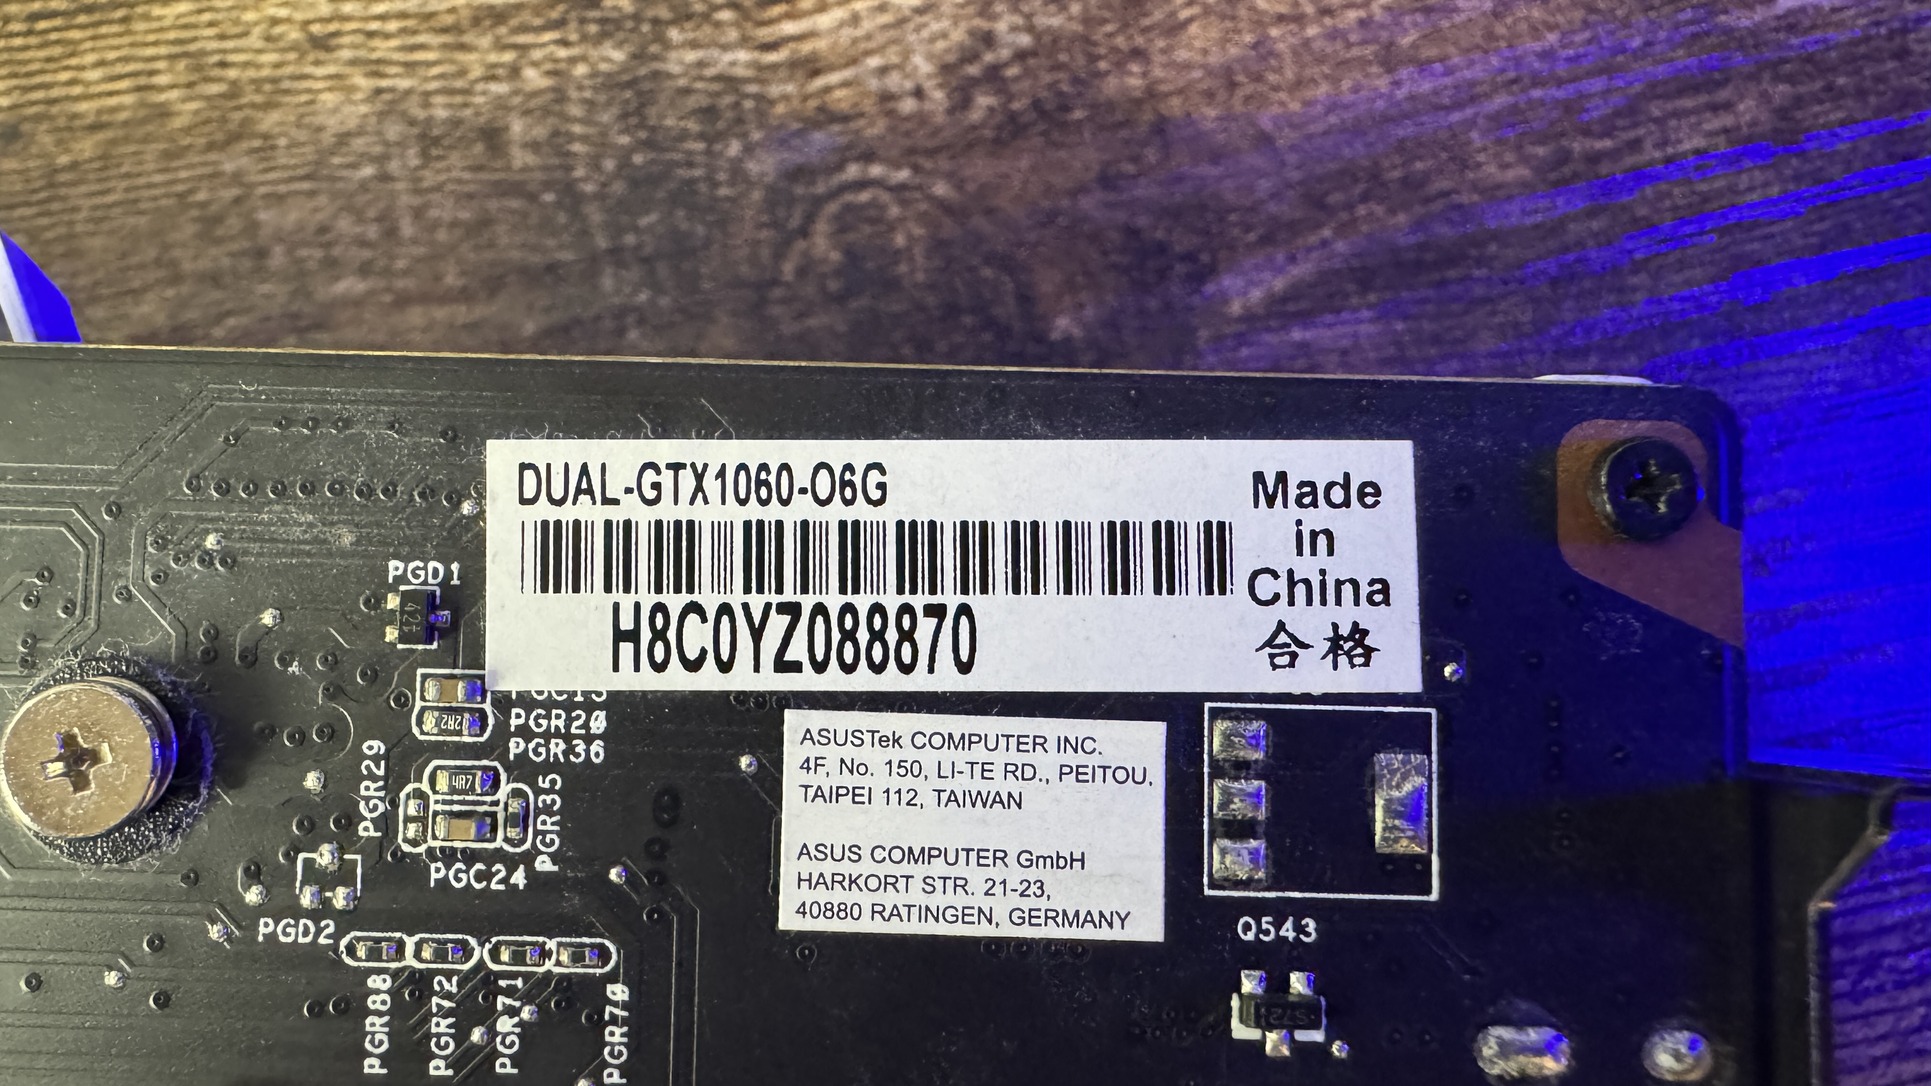 DUAL-GTX1060-O6G
H8C0YZ088870
Made
in
China
合格
PGD1
PGR20
PGR36
PGR29
4R7
PGR35
PGC24
PGD2
PGR88
PGR72
PGR71
PGR70
ASUSTek COMPUTER INC.
4F, No. 150, LI-TE RD., PEITOU,
TAIPEI 112, TAIWAN
ASUS COMPUTER GmbH
HARKORT STR. 21-23,
40880 RATINGEN, GERMANY
Q543